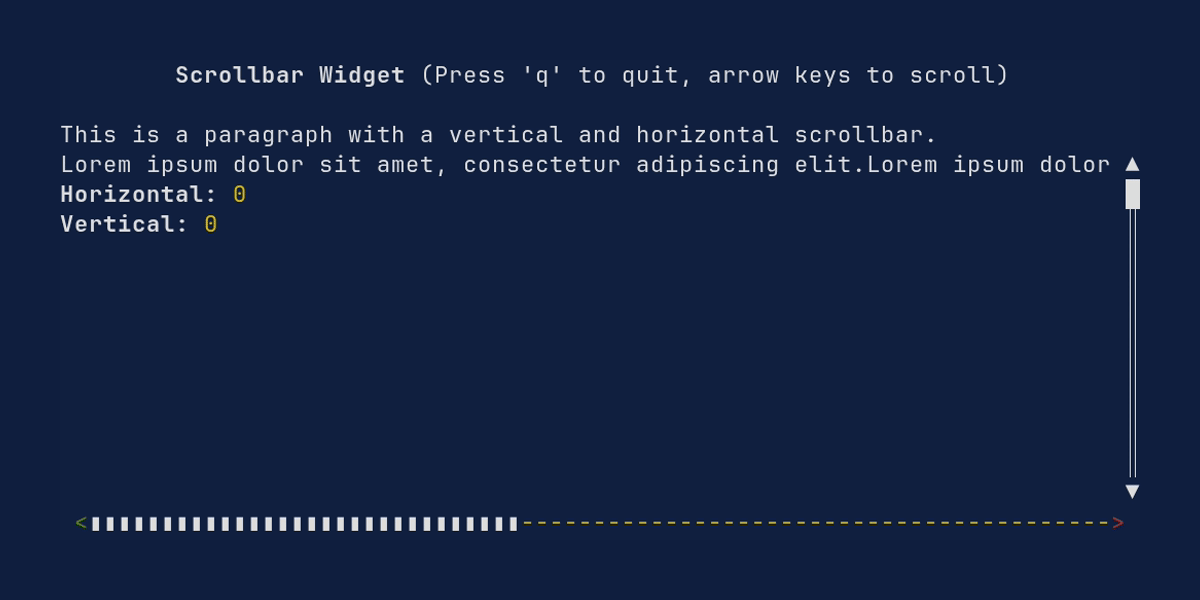 Scrollbar Widget (Press 'q' to quit, arrow keys to scroll)
This is a paragraph with a vertical and horizontal scrollbar.
Lorem ipsum dolor sit amet, consectetur adipiscing elit.Lorem ipsum dolor
Horizontal: 0
Vertical: 0